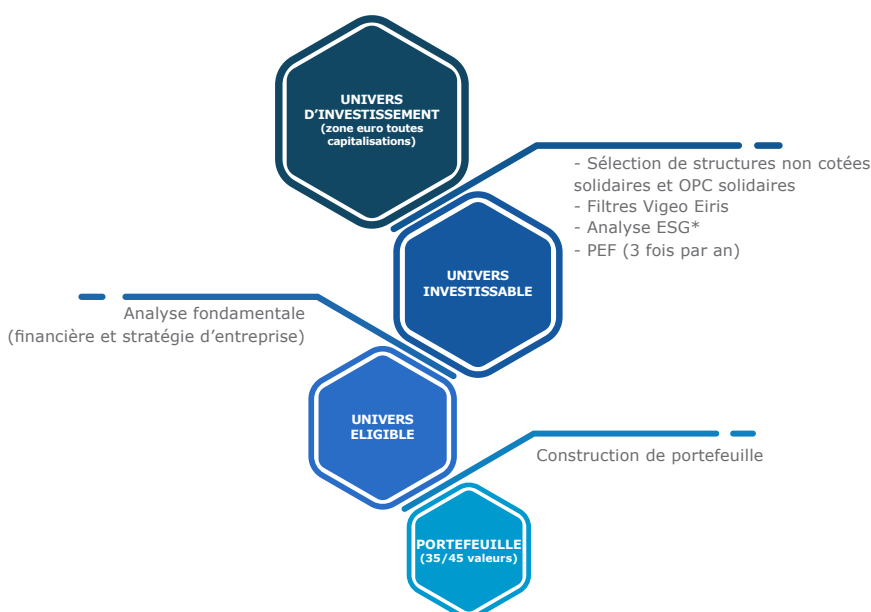 UNIVERS
D'INVESTISSEMENT
(zone euro toutes
capitalisations)
- Sélection de structures non cotées
solidaires et OPC solidaires
- Filtres Vigeo Eiris
- Analyse ESG*
- PEF (3 fois par an)
UNIVERS
INVESTISSABLE
Analyse fondamentale
(financière et stratégie d’entreprise)
UNIVERS
ELIGIBLE
Construction de portefeuille
PORTEFEUILLE
(35/45 valeurs)